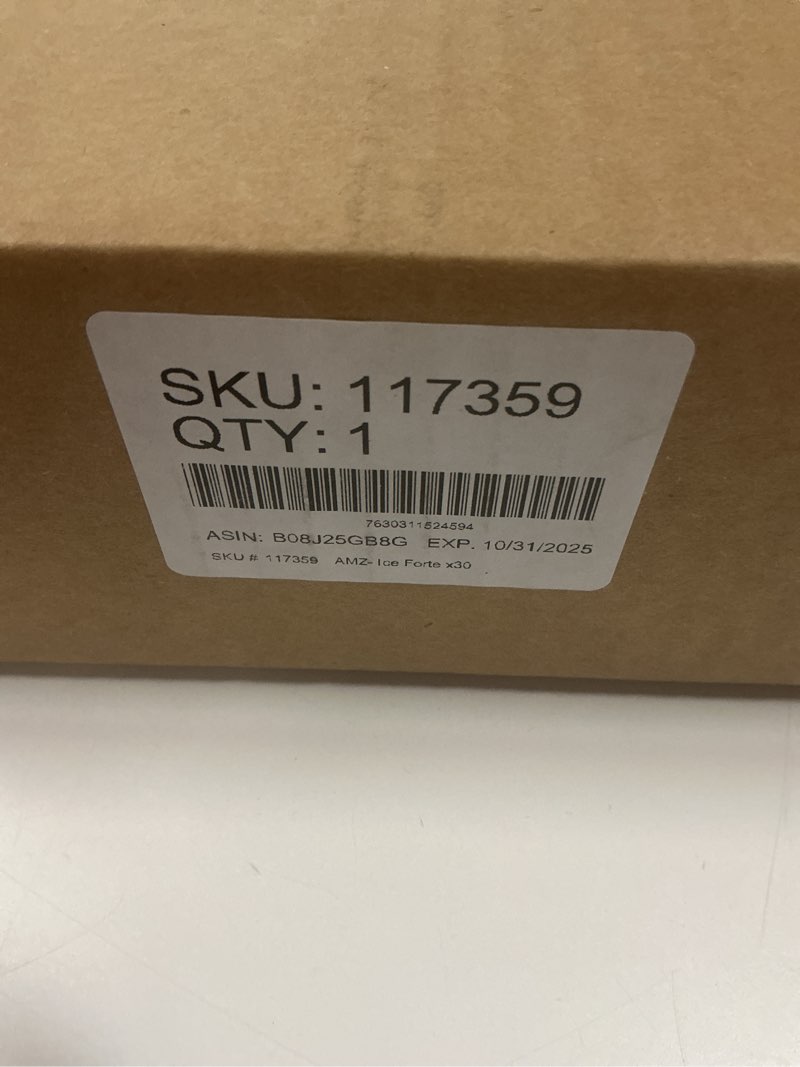 SKU: 117359
QTY: 1
7630311524594
ASIN: B08J25GB8G EXP. 10/31/2025
SKU # 117359 AMZ- Ice Forte x30